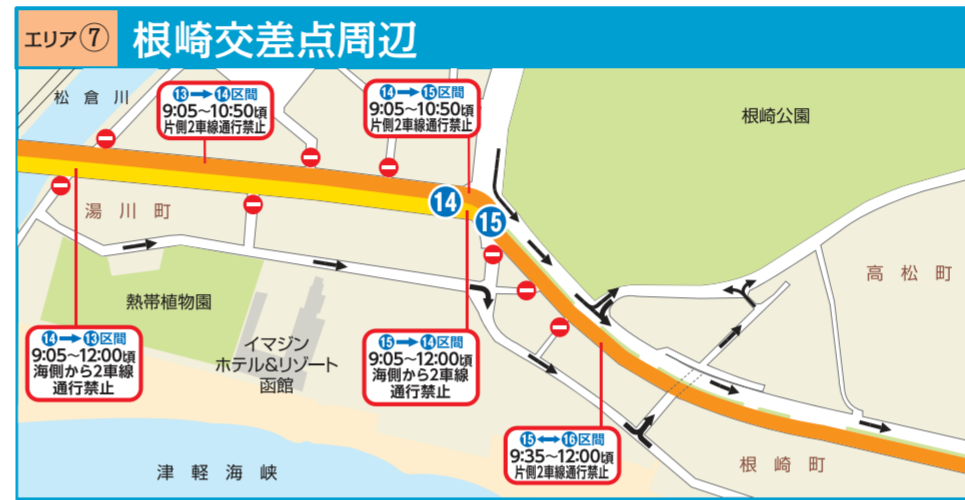 エリア⑦ 根崎交差点周辺
松倉川
⑬→⑭区間
9:05～10:50頃
片側2車線通行禁止
⑭→⑮区間
9:05～10:50頃
片側2車線通行禁止
根崎公園
湯川町
⑭
⑮
高松町
熱帯植物園
⑭→⑬区間
9:05～12:00頃
海側から2車線
通行禁止
イマジン
ホテル&リゾート
函館
⑮→⑭区間
9:05～12:00頃
海側から2車線
通行禁止
⑮↔⑯区間
9:35～12:00頃
片側2車線通行禁止
津軽海峡
根崎町